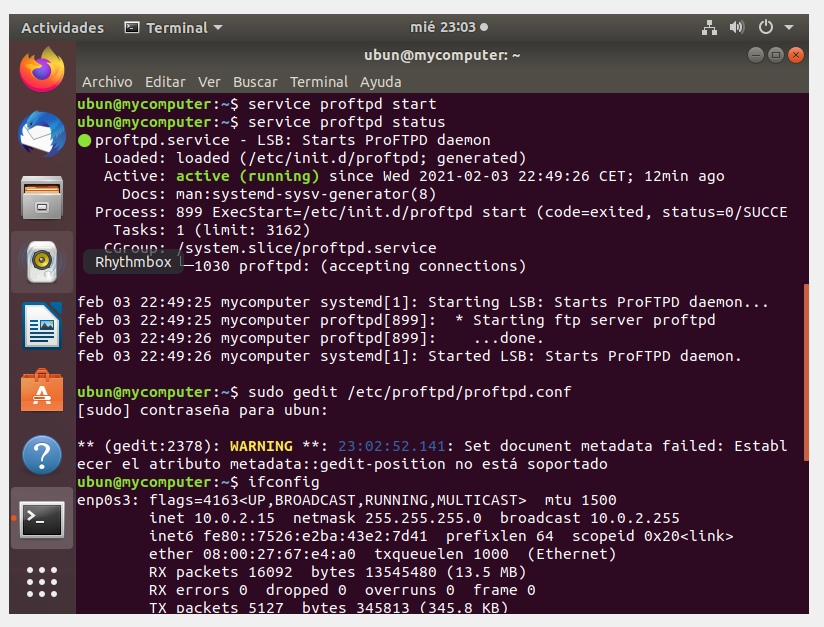 Actividades Terminal mié 23:03
ubun@mycomputer: ~
Archivo Editar Ver Buscar Terminal Ayuda
ubun@mycomputer:~$ service proftpd start
ubun@mycomputer:~$ service proftpd status
● proftpd.service - LSB: Starts ProFTPD daemon
Loaded: loaded (/etc/init.d/proftpd; generated)
Active: active (running) since Wed 2021-02-03 22:49:26 CET; 12min ago
Docs: man:systemd-sysv-generator(8)
Process: 899 ExecStart=/etc/init.d/proftpd start (code=exited, status=0/SUCCE
Tasks: 1 (limit: 3162)
CGroup: /system.slice/proftpd.service
Rhythmbox
└─1030 proftpd: (accepting connections)
feb 03 22:49:25 mycomputer systemd[1]: Starting LSB: Starts ProFTPD daemon...
feb 03 22:49:25 mycomputer proftpd[899]:  * Starting ftp server proftpd
feb 03 22:49:26 mycomputer proftpd[899]:    ...done.
feb 03 22:49:26 mycomputer systemd[1]: Started LSB: Starts ProFTPD daemon.
ubun@mycomputer:~$ sudo gedit /etc/proftpd/proftpd.conf
[sudo] contraseña para ubun:
** (gedit:2378): WARNING **: 23:02:52.141: Set document metadata failed: Establ
ecer el atributo metadata::gedit-position no está soportado
ubun@mycomputer:~$ ifconfig
enp0s3: flags=4163<UP,BROADCAST,RUNNING,MULTICAST>  mtu 1500
inet 10.0.2.15  netmask 255.255.255.0  broadcast 10.0.2.255
inet6 fe80::7526:e2ba:43e2:7d41  prefixlen 64  scopeid 0x20<link>
ether 08:00:27:67:e4:a0  txqueuelen 1000  (Ethernet)
RX packets 16092  bytes 13545480 (13.5 MB)
RX errors 0  dropped 0  overruns 0  frame 0
TX packets 5127  bytes 345813 (345.8 KB)